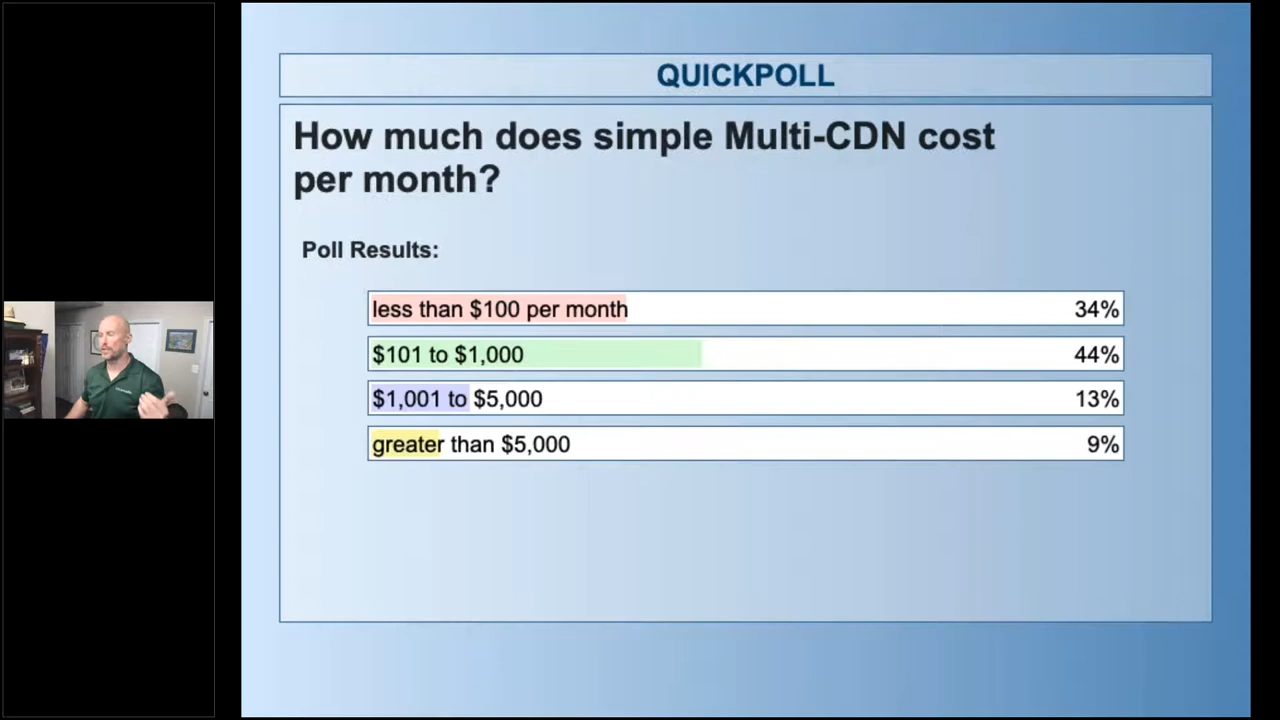 QUICKPOLL
How much does simple Multi-CDN cost
per month?
Poll Results:
less than $100 per month 34%
$101 to $1,000 44%
$1,001 to $5,000 13%
greater than $5,000 9%